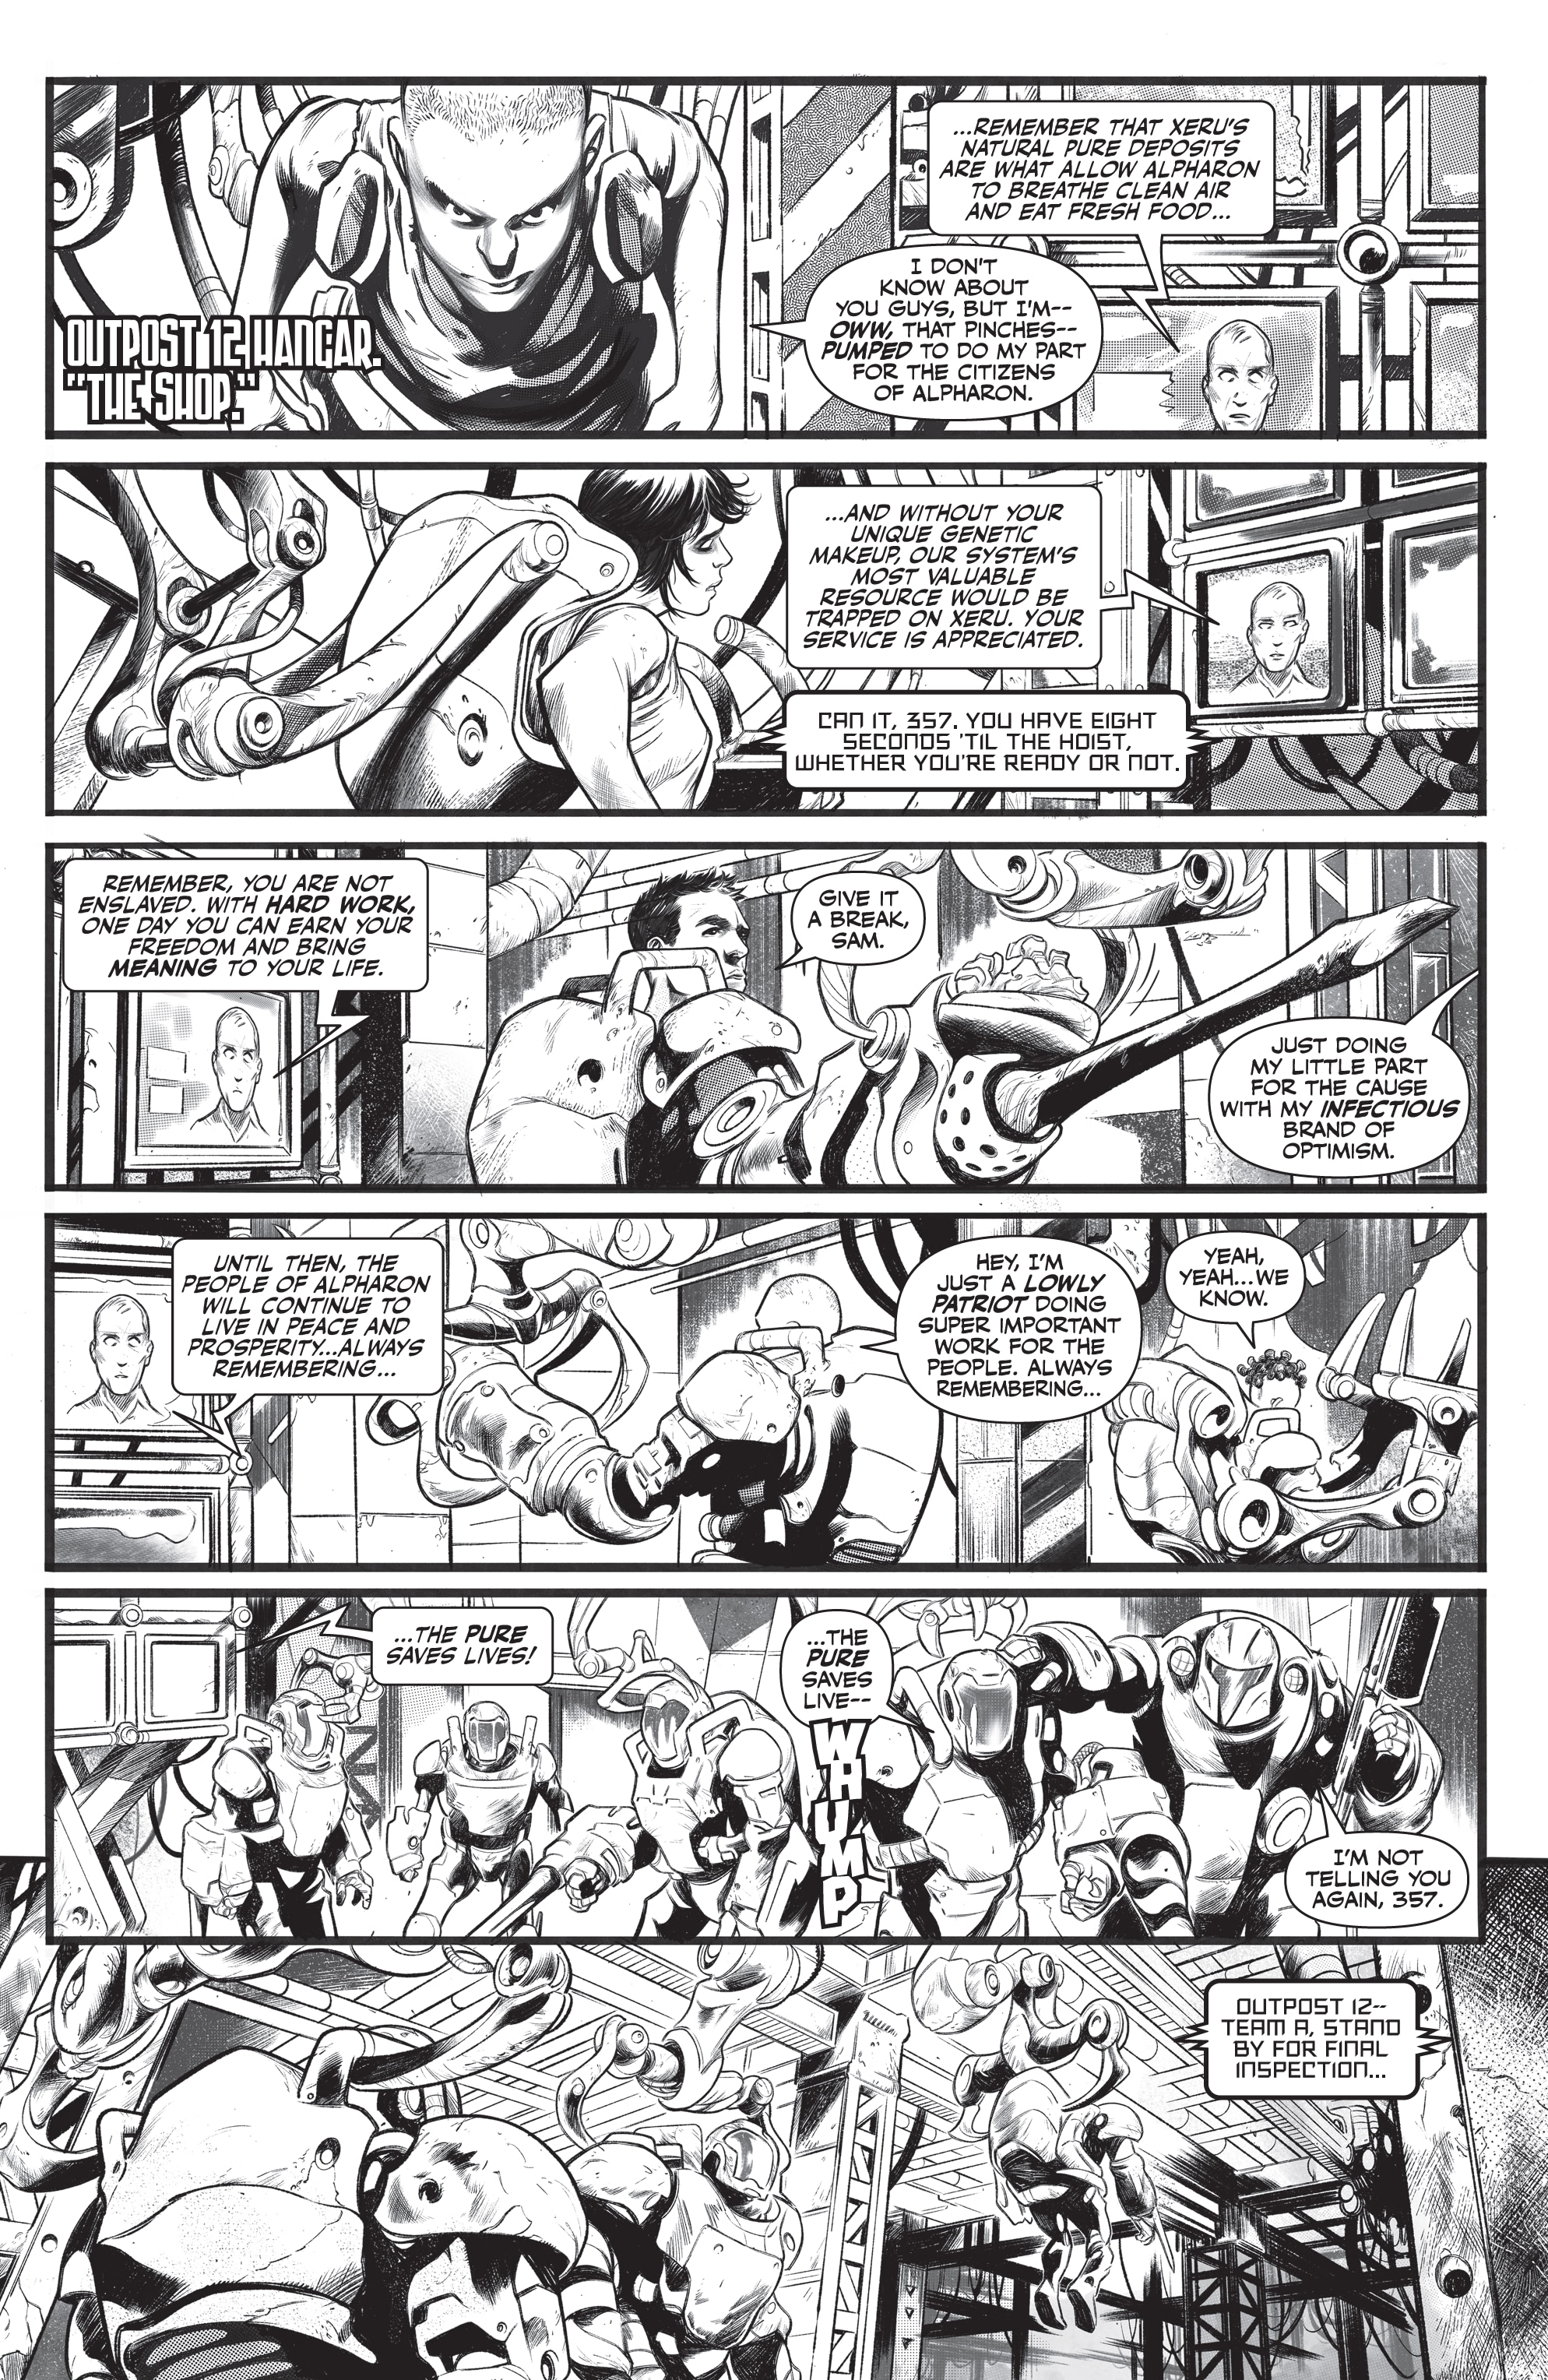 ...REMEMBER THAT XERU'S
NATURAL PURE DEPOSITS
ARE WHAT ALLOW ALPHARON
TO BREATHE CLEAN AIR
AND EAT FRESH FOOD...
I DON'T
KNOW ABOUT
YOU GUYS, BUT I'M--
OWW, THAT PINCHES--
PUMPED TO DO MY PART
FOR THE CITIZENS
OF ALPHARON.
OUTPOST 12 HANGAR.
"THE SHOP."
...AND WITHOUT YOUR
UNIQUE GENETIC
MAKEUP, OUR SYSTEM'S
MOST VALUABLE
RESOURCE WOULD BE
TRAPPED ON XERU. YOUR
SERVICE IS APPRECIATED.
CAN IT, 357. YOU HAVE EIGHT
SECONDS 'TIL THE HOIST,
WHETHER YOU'RE READY OR NOT.
REMEMBER, YOU ARE NOT
ENSLAVED. WITH HARD WORK,
ONE DAY YOU CAN EARN YOUR
FREEDOM AND BRING
MEANING TO YOUR LIFE.
GIVE IT
A BREAK,
SAM.
JUST DOING
MY LITTLE PART
FOR THE CAUSE
WITH MY INFECTIOUS
BRAND OF
OPTIMISM.
UNTIL THEN, THE
PEOPLE OF ALPHARON
WILL CONTINUE TO
LIVE IN PEACE AND
PROSPERITY...ALWAYS
REMEMBERING...
HEY, I'M
JUST A LOWLY
PATRIOT DOING
SUPER IMPORTANT
WORK FOR THE
PEOPLE. ALWAYS
REMEMBERING...
YEAH,
YEAH...WE
KNOW.
...THE PURE
SAVES LIVES!
...THE
PURE
SAVES
LIVE--
WHUMP
I'M NOT
TELLING YOU
AGAIN, 357.
OUTPOST 12--
TEAM A, STAND
BY FOR FINAL
INSPECTION...